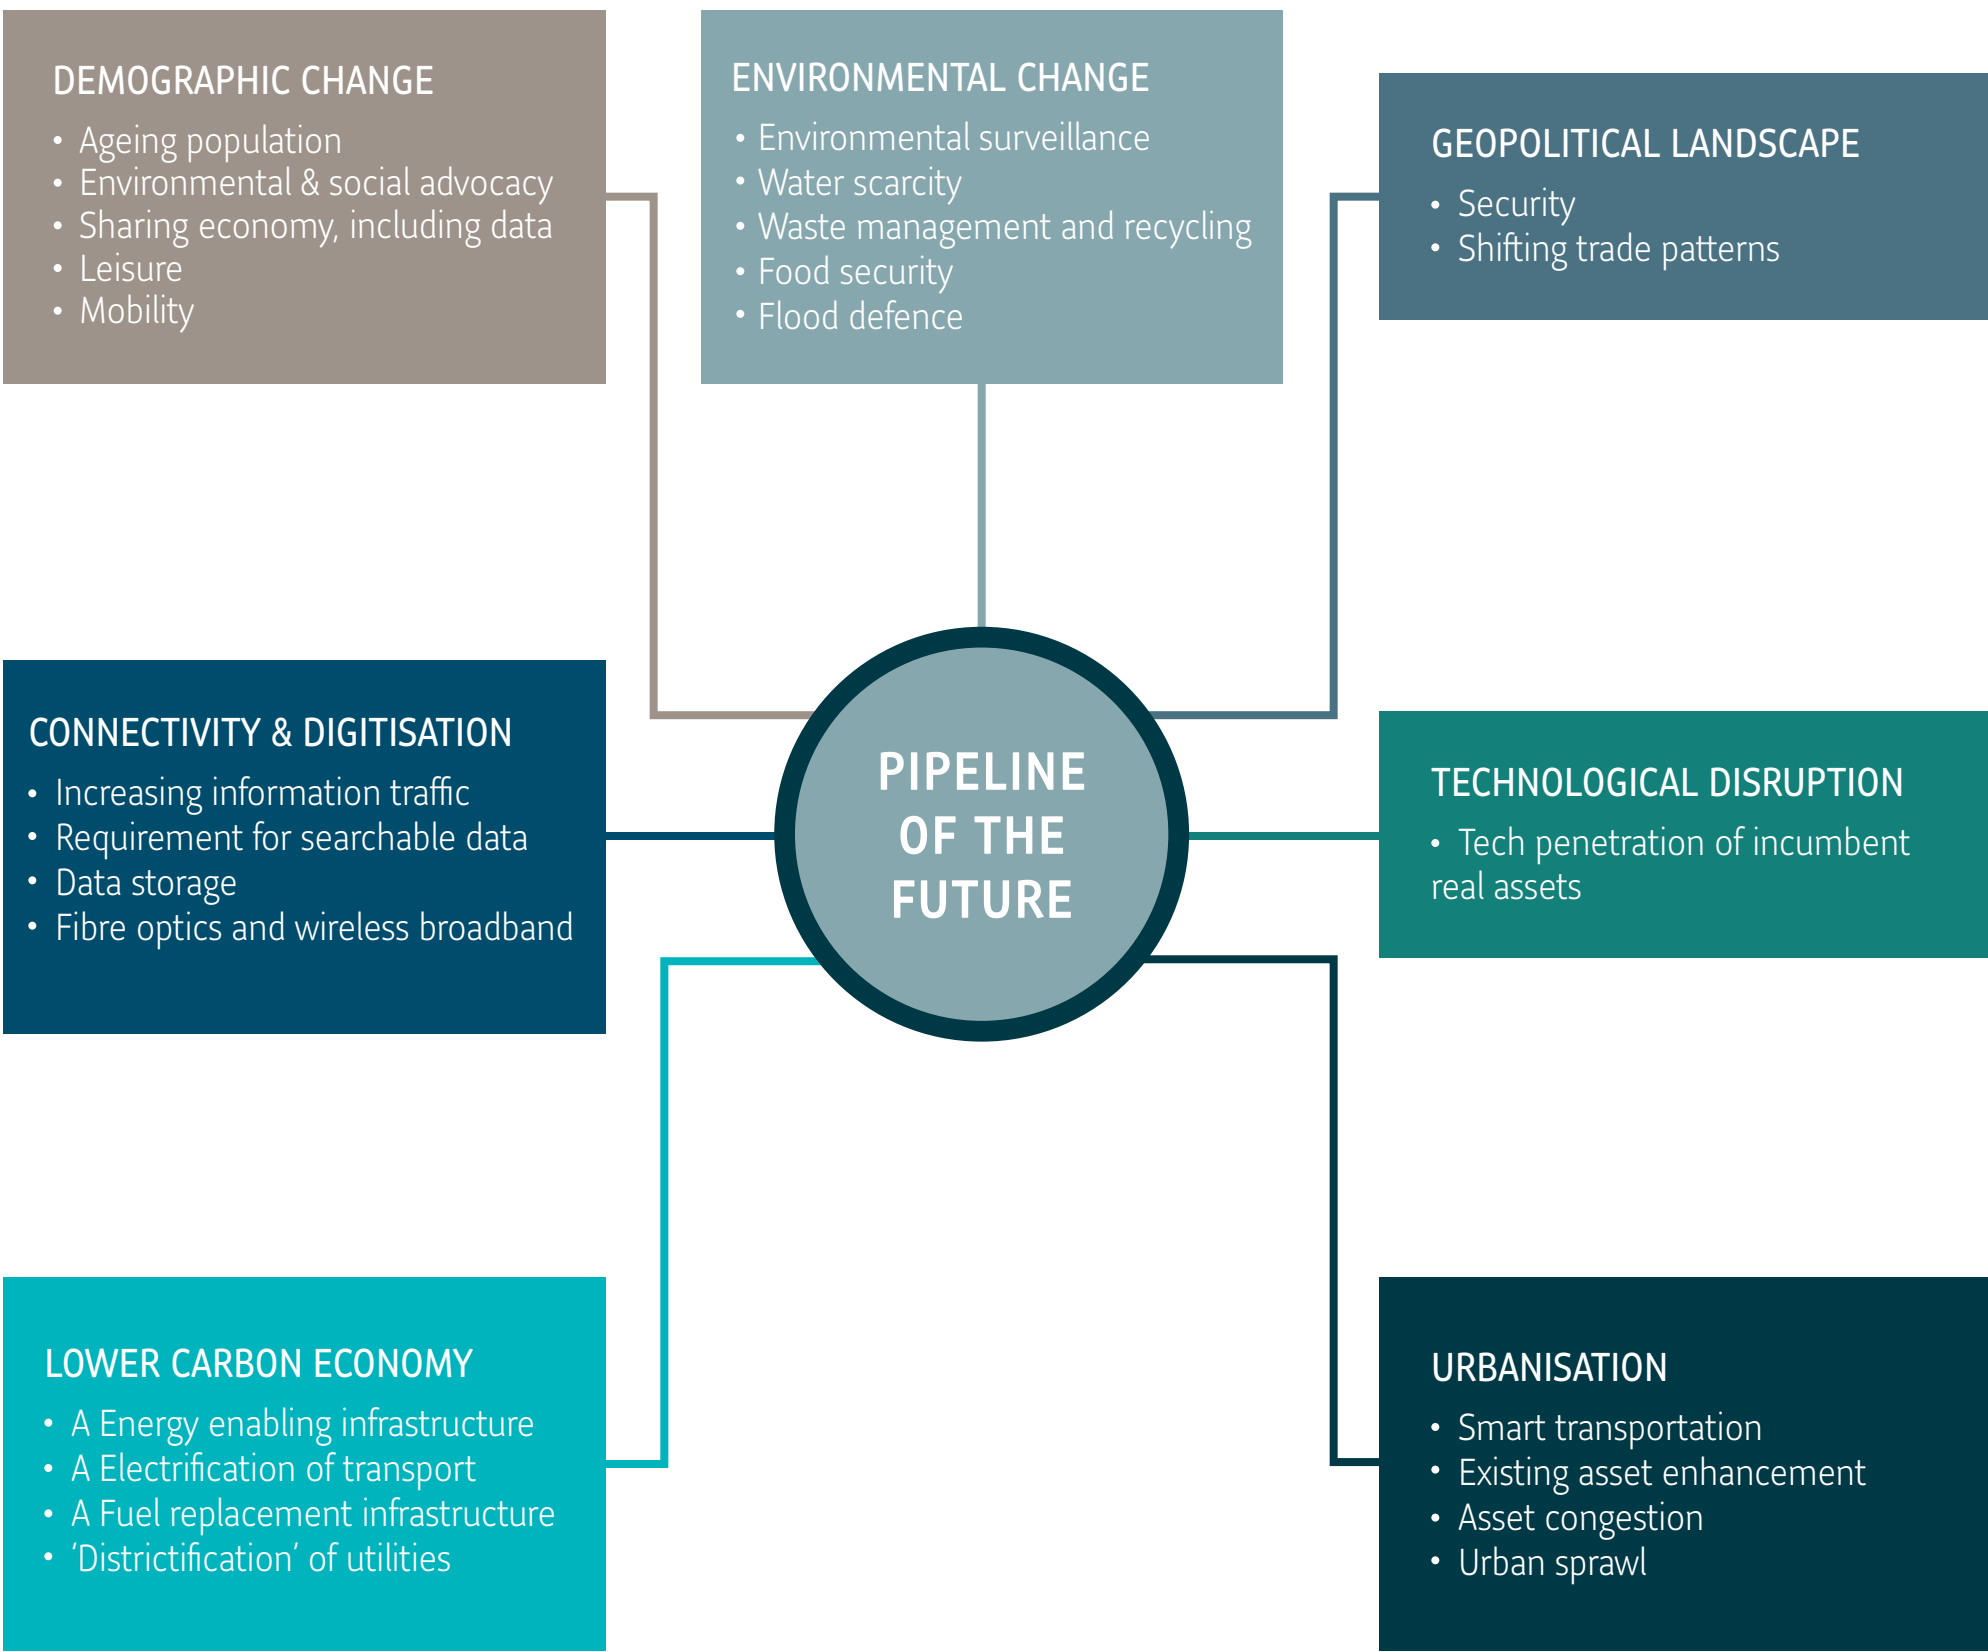 DEMOGRAPHIC CHANGE
• Ageing population
• Environmental & social advocacy
• Sharing economy, including data
• Leisure
• Mobility
ENVIRONMENTAL CHANGE
• Environmental surveillance
• Water scarcity
• Waste management and recycling
• Food security
• Flood defence
GEOPOLITICAL LANDSCAPE
• Security
• Shifting trade patterns
CONNECTIVITY & DIGITISATION
• Increasing information traffic
• Requirement for searchable data
• Data storage
• Fibre optics and wireless broadband
PIPELINE
OF THE
FUTURE
TECHNOLOGICAL DISRUPTION
• Tech penetration of incumbent
real assets
LOWER CARBON ECONOMY
• A Energy enabling infrastructure
• A Electrification of transport
• A Fuel replacement infrastructure
• ‘Districtification’ of utilities
URBANISATION
• Smart transportation
• Existing asset enhancement
• Asset congestion
• Urban sprawl